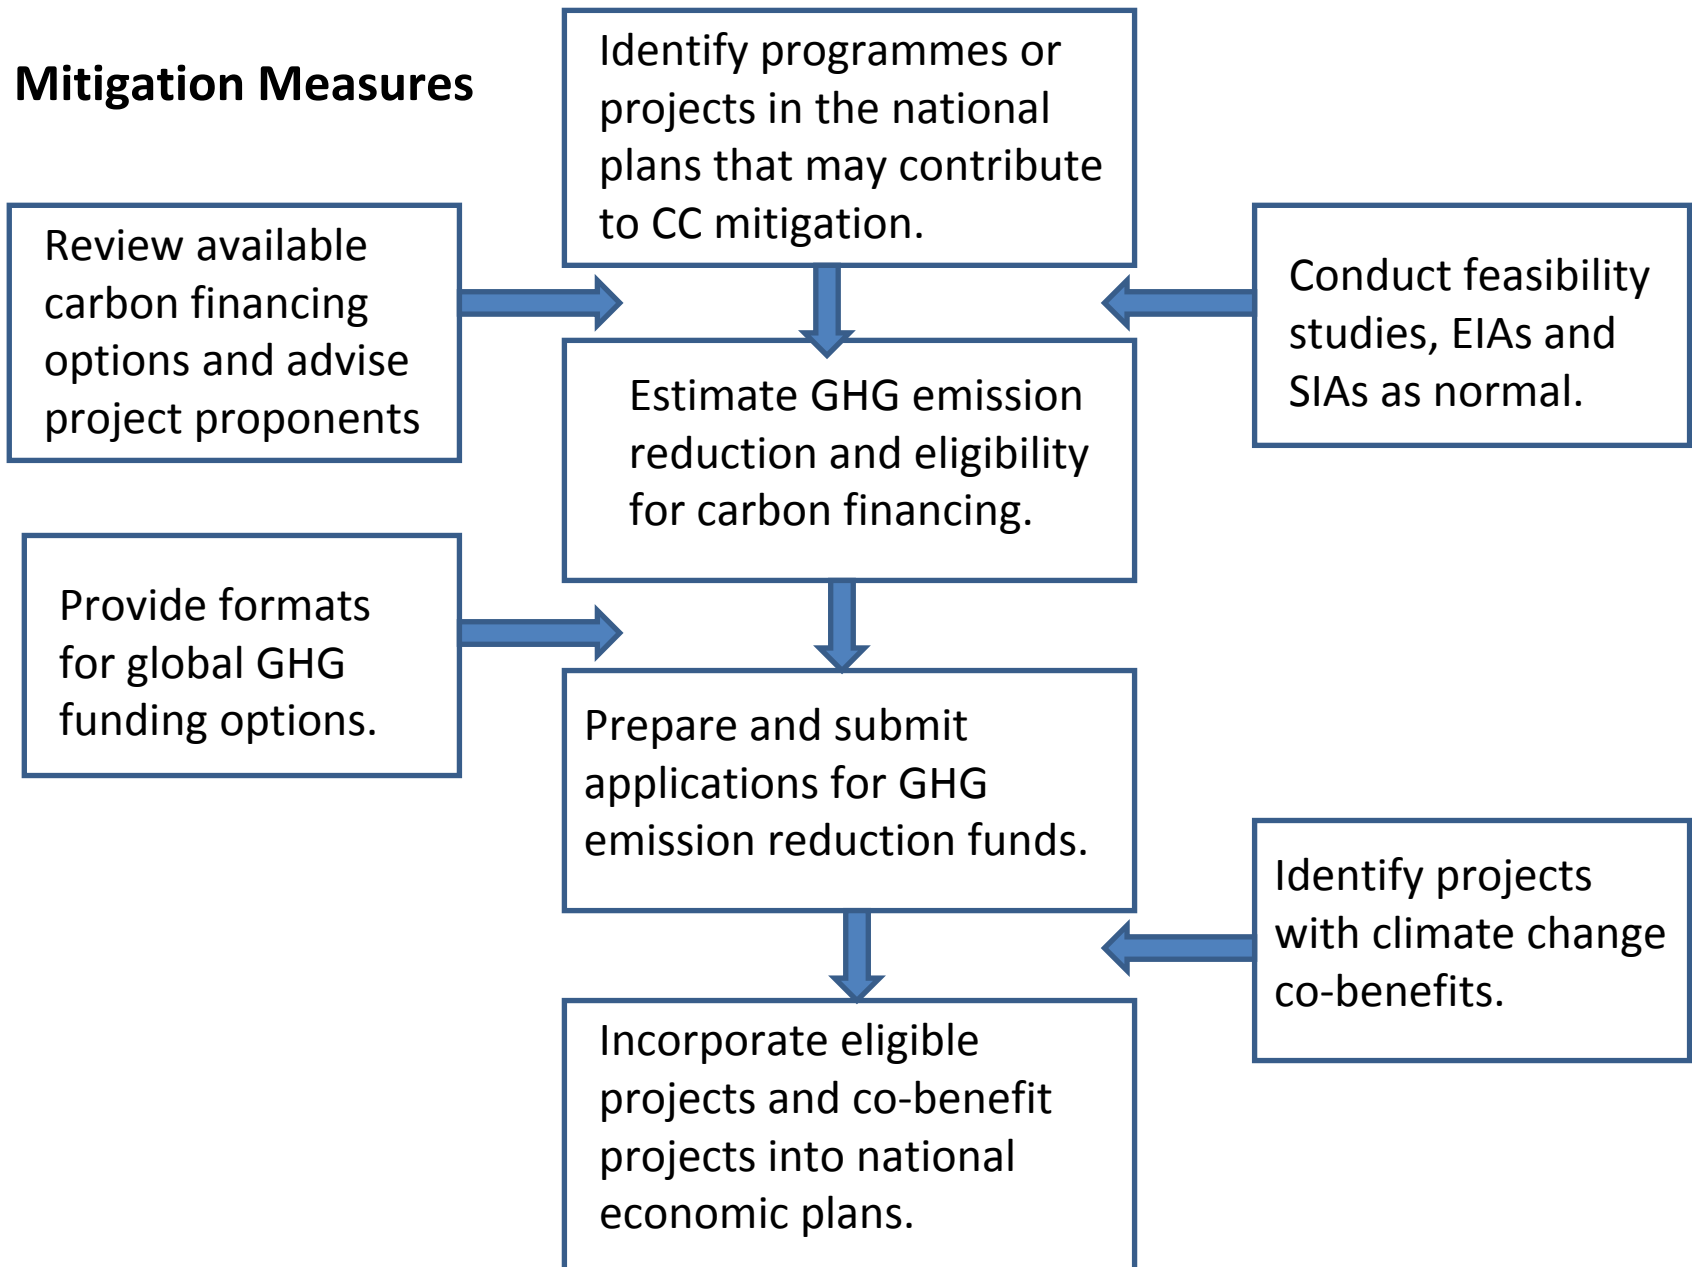 Mitigation Measures
Identify programmes or
projects in the national
plans that may contribute
to CC mitigation.
Review available
carbon financing
options and advise
project proponents
Conduct feasibility
studies, EIAs and
SIAs as normal.
Estimate GHG emission
reduction and eligibility
for carbon financing.
Provide formats
for global GHG
funding options.
Prepare and submit
applications for GHG
emission reduction funds.
Identify projects
with climate change
co-benefits.
Incorporate eligible
projects and co-benefit
projects into national
economic plans.